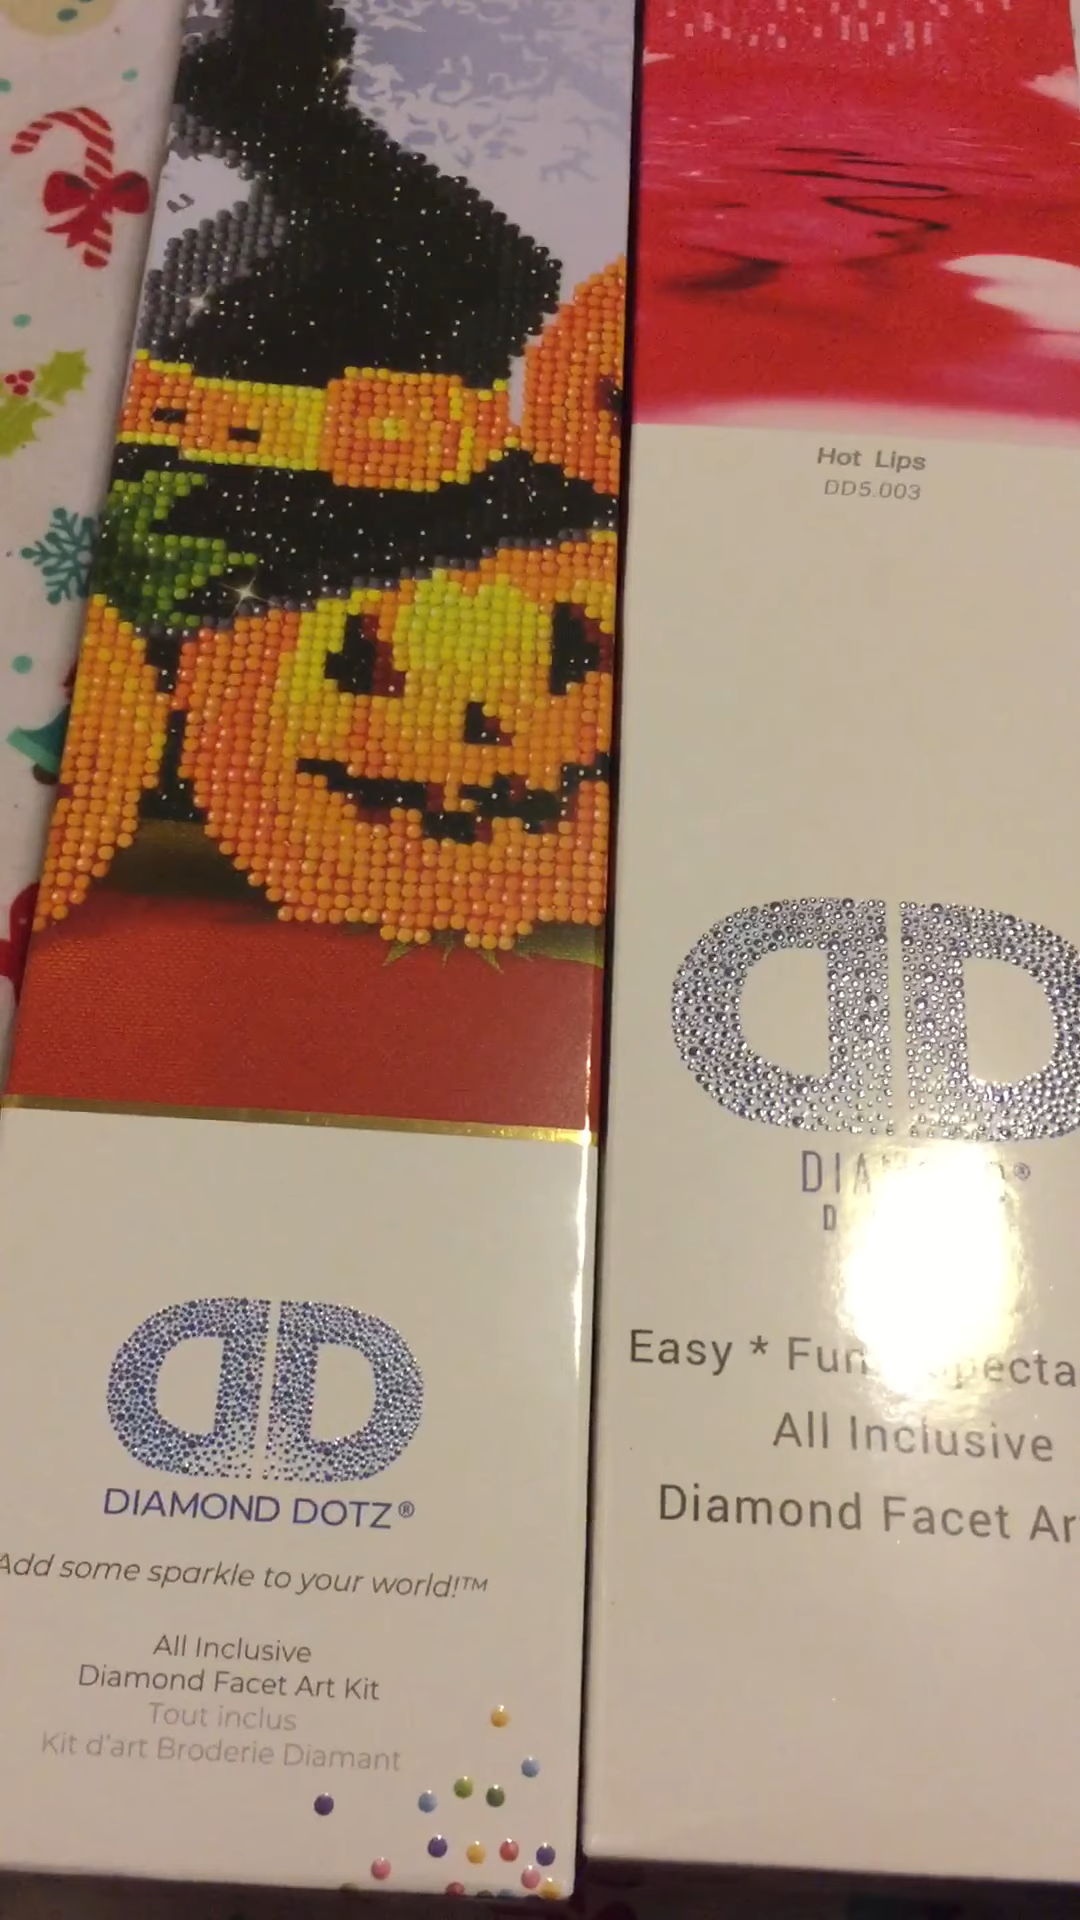 DIAMOND DOTZ®
Add some sparkle to your world!™
All Inclusive
Diamond Facet Art Kit
Tout inclus
Kit d'art Broderie Diamant
Hot Lips
DD5.003
Easy * Fun
All Inclusive
Diamond Facet